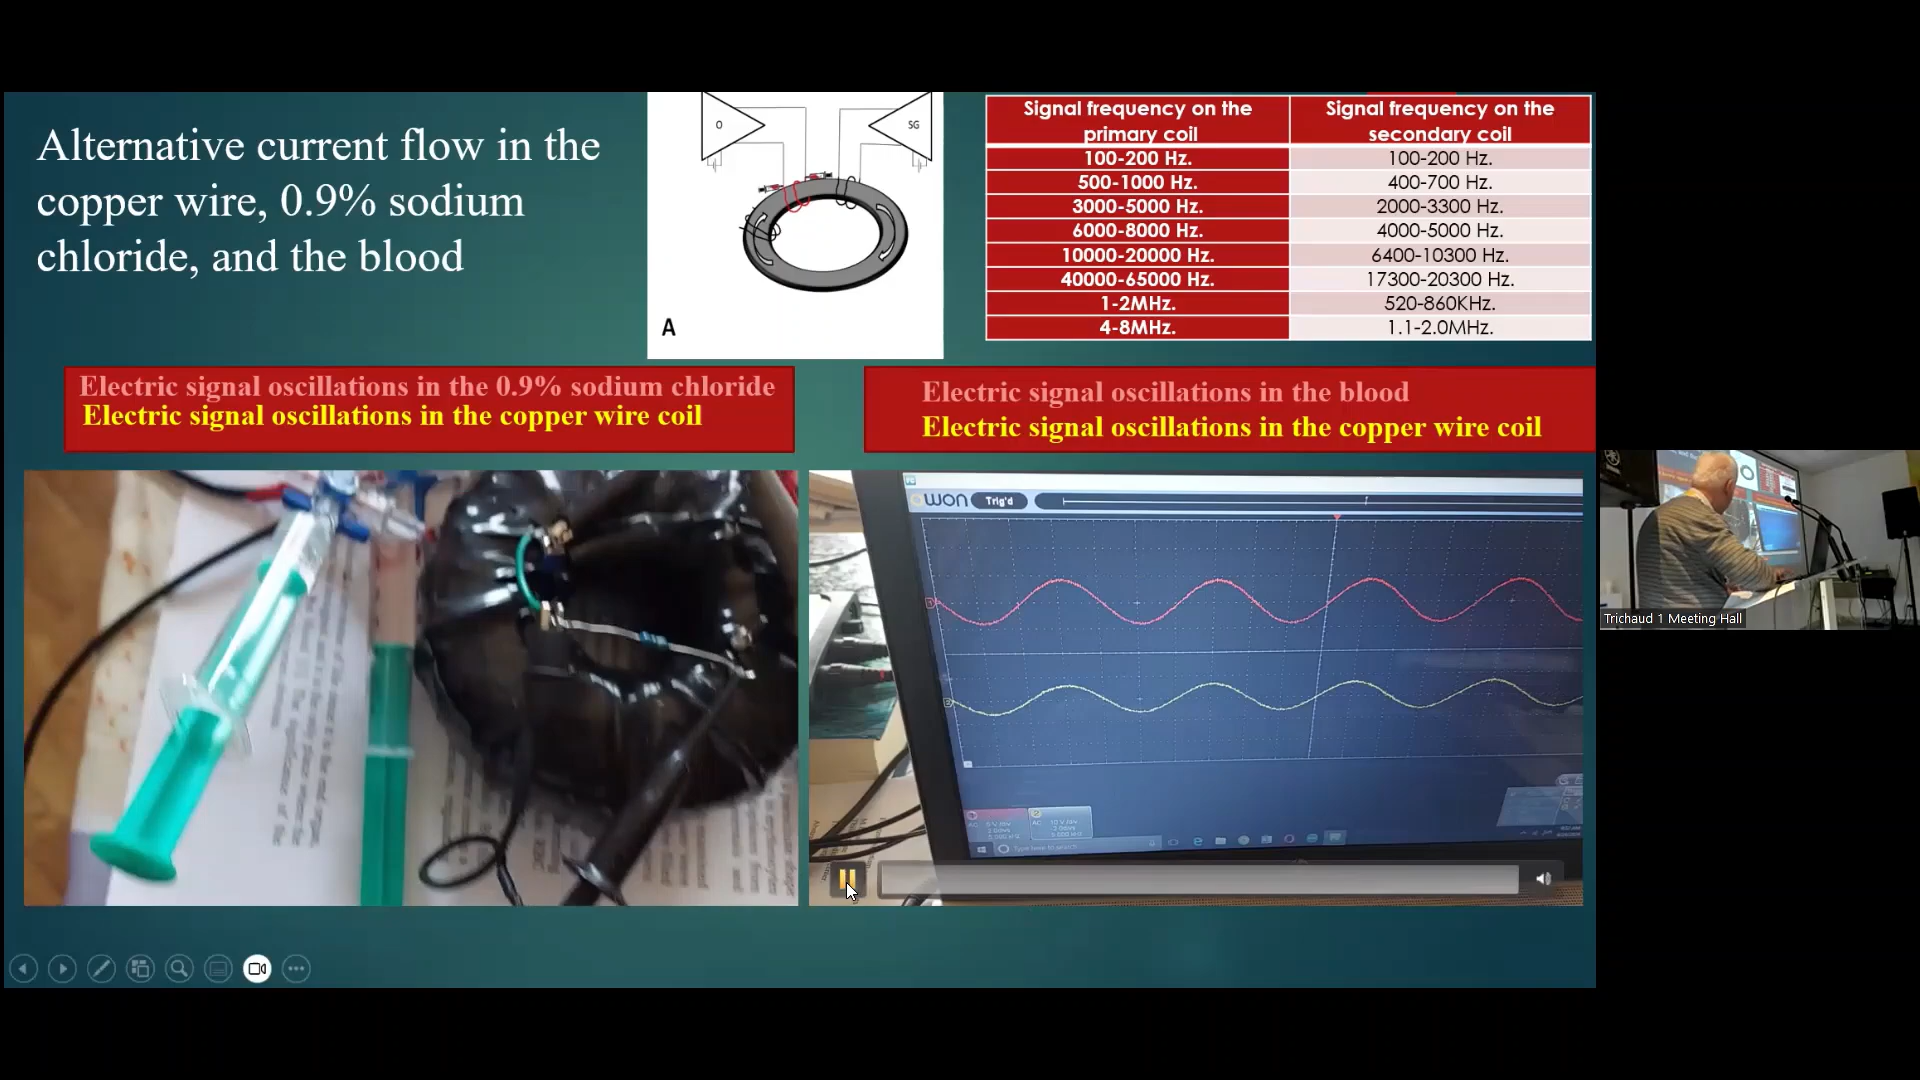 Alternative current flow in the
copper wire, 0.9% sodium
chloride, and the blood
O
SG
A
Signal frequency on the
primary coil
Signal frequency on the
secondary coil
100-200 Hz.
100-200 Hz.
500-1000 Hz.
400-700 Hz.
3000-5000 Hz.
2000-3300 Hz.
6000-8000 Hz.
4000-5000 Hz.
10000-20000 Hz.
6400-10300 Hz.
40000-65000 Hz.
17300-20300 Hz.
1-2MHz.
520-860KHz.
4-8MHz.
1.1-2.0MHz.
Electric signal oscillations in the 0.9% sodium chloride
Electric signal oscillations in the copper wire coil
Electric signal oscillations in the blood
Electric signal oscillations in the copper wire coil
owon
Trig'd
Trichaud 1 Meeting Hall